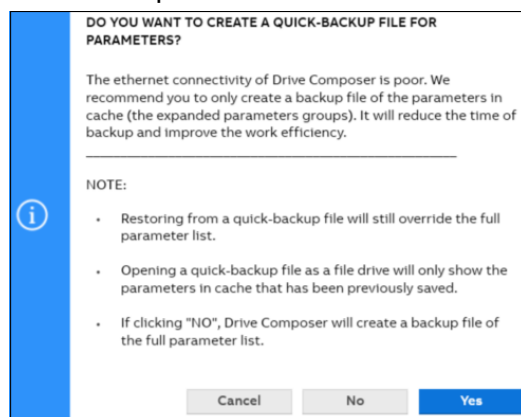 DO YOU WANT TO CREATE A QUICK-BACKUP FILE FOR
PARAMETERS?
The ethernet connectivity of Drive Composer is poor. We
recommend you to only create a backup file of the parameters in
cache (the expanded parameters groups). It will reduce the time of
backup and improve the work efficiency.
NOTE:
• Restoring from a quick-backup file will still override the full
parameter list.
• Opening a quick-backup file as a file drive will only show the
parameters in cache that has been previously saved.
• If clicking "NO", Drive Composer will create a backup file of
the full parameter list.
Cancel No Yes